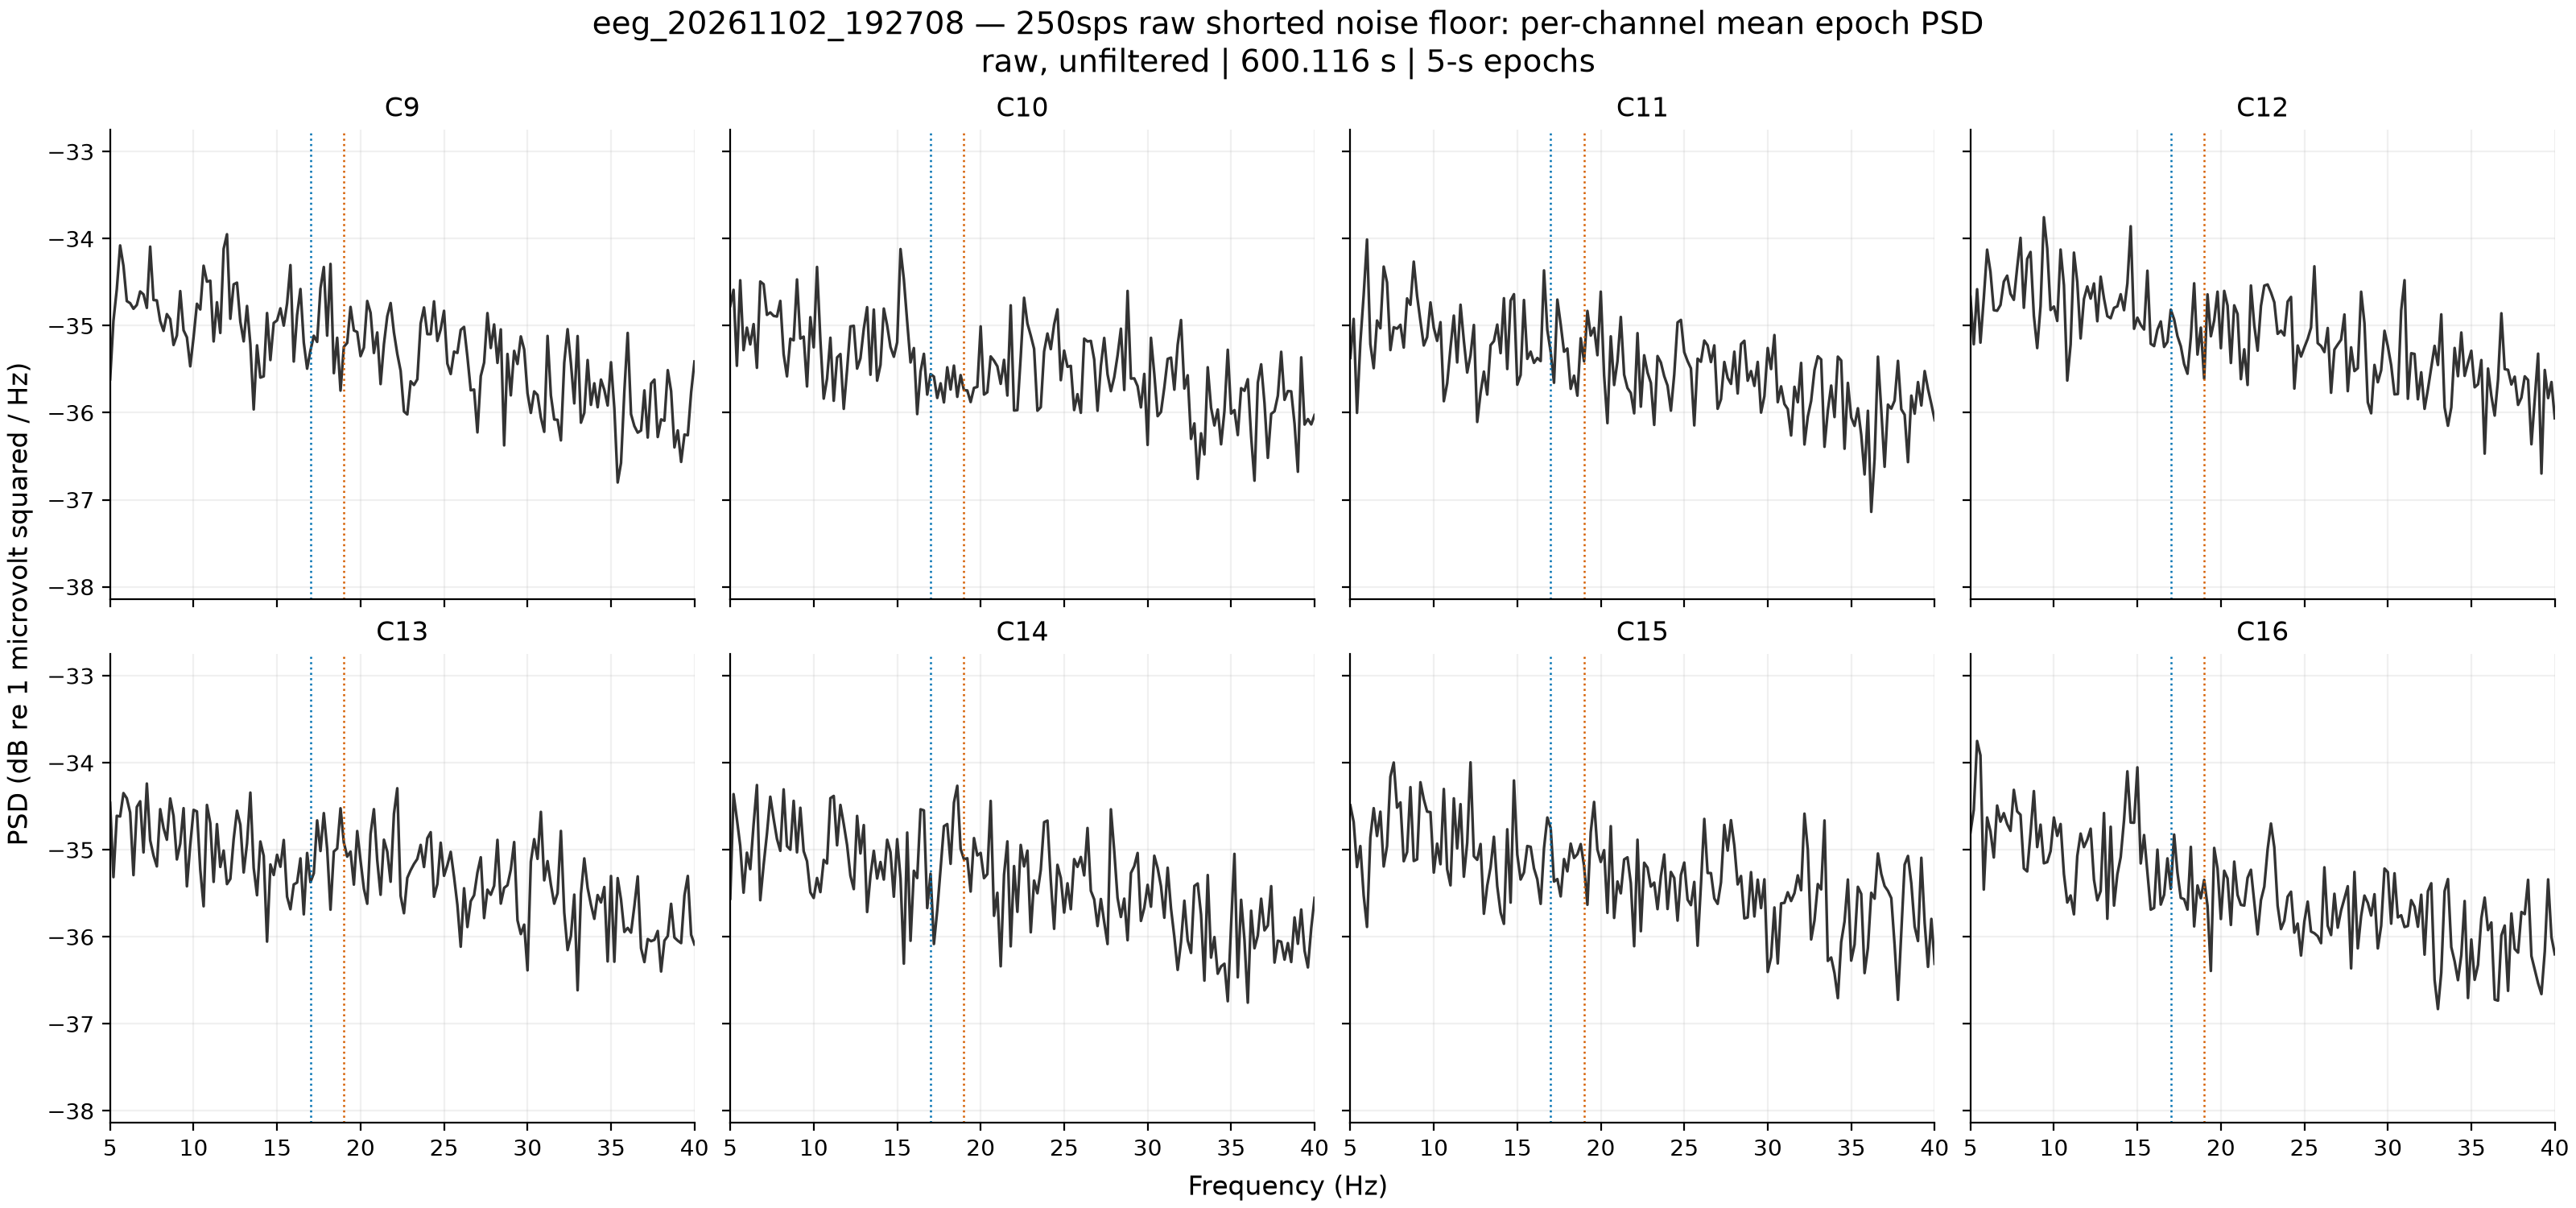 eeg_20261102_192708 — 250sps raw shorted noise floor: per-channel mean epoch PSD
raw, unfiltered | 600.116 s | 5-s epochs
C9
C10
C11
C12
−33
−34
−35
−36
−37
−38
PSD (dB re 1 microvolt squared / Hz)
C13
C14
C15
C16
−33
−34
−35
−36
−37
−38
5 10 15 20 25 30 35 40
5 10 15 20 25 30 35 40
5 10 15 20 25 30 35 40
5 10 15 20 25 30 35 40
Frequency (Hz)